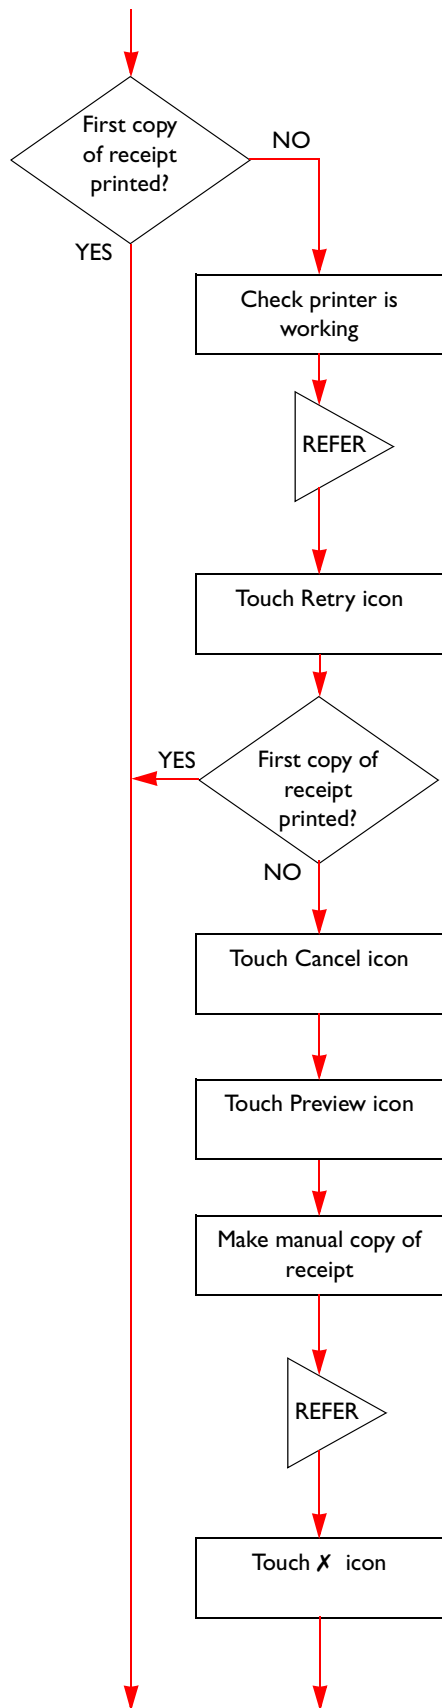 First copy
of receipt
printed?
NO
YES
Check printer is
working
REFER
Touch Retry icon
YES
First copy of
receipt
printed?
NO
Touch Cancel icon
Touch Preview icon
Make manual copy of
receipt
REFER
Touch ✗ icon